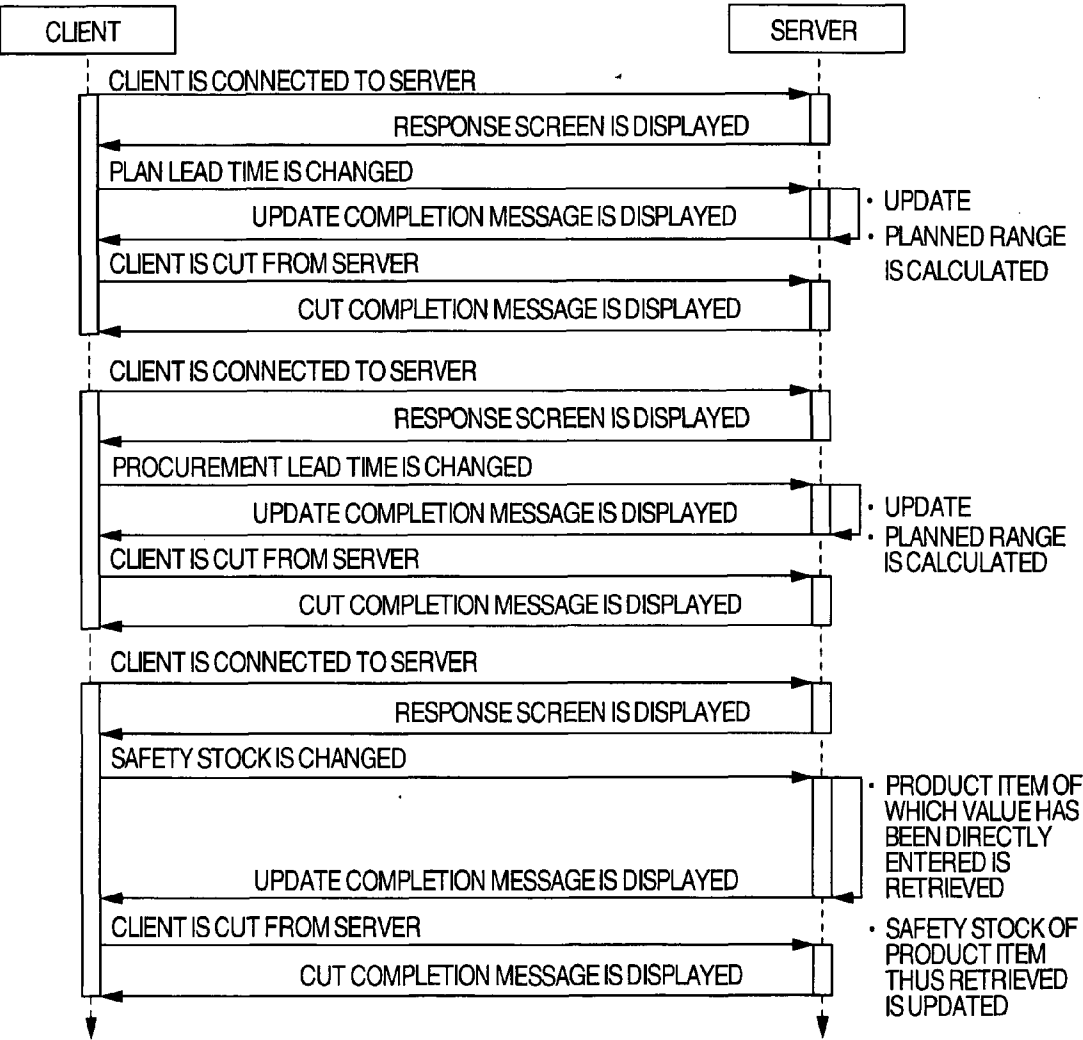 CLIENT
SERVER
CLIENT IS CONNECTED TO SERVER
RESPONSE SCREEN IS DISPLAYED
PLAN LEAD TIME IS CHANGED
UPDATE COMPLETION MESSAGE IS DISPLAYED
・ UPDATE
・ PLANNED RANGE
IS CALCULATED
CLIENT IS CUT FROM SERVER
CUT COMPLETION MESSAGE IS DISPLAYED
CLIENT IS CONNECTED TO SERVER
RESPONSE SCREEN IS DISPLAYED
PROCUREMENT LEAD TIME IS CHANGED
UPDATE COMPLETION MESSAGE IS DISPLAYED
・ UPDATE
・ PLANNED RANGE
IS CALCULATED
CLIENT IS CUT FROM SERVER
CUT COMPLETION MESSAGE IS DISPLAYED
CLIENT IS CONNECTED TO SERVER
RESPONSE SCREEN IS DISPLAYED
SAFETY STOCK IS CHANGED
・ PRODUCT ITEM OF
WHICH VALUE HAS
BEEN DIRECTLY
ENTERED IS
RETRIEVED
UPDATE COMPLETION MESSAGE IS DISPLAYED
CLIENT IS CUT FROM SERVER
・ SAFETY STOCK OF
PRODUCT ITEM
THUS RETRIEVED
IS UPDATED
CUT COMPLETION MESSAGE IS DISPLAYED